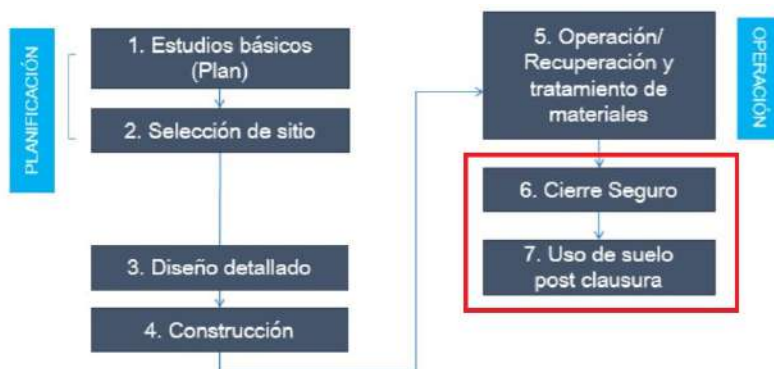 PLANIFICACIÓN
1. Estudios básicos
(Plan)
2. Selección de sitio
3. Diseño detallado
4. Construcción
5. Operación/
Recuperación y
tratamiento de
materiales
OPERACIÓN
6. Cierre Seguro
7. Uso de suelo
post clausura